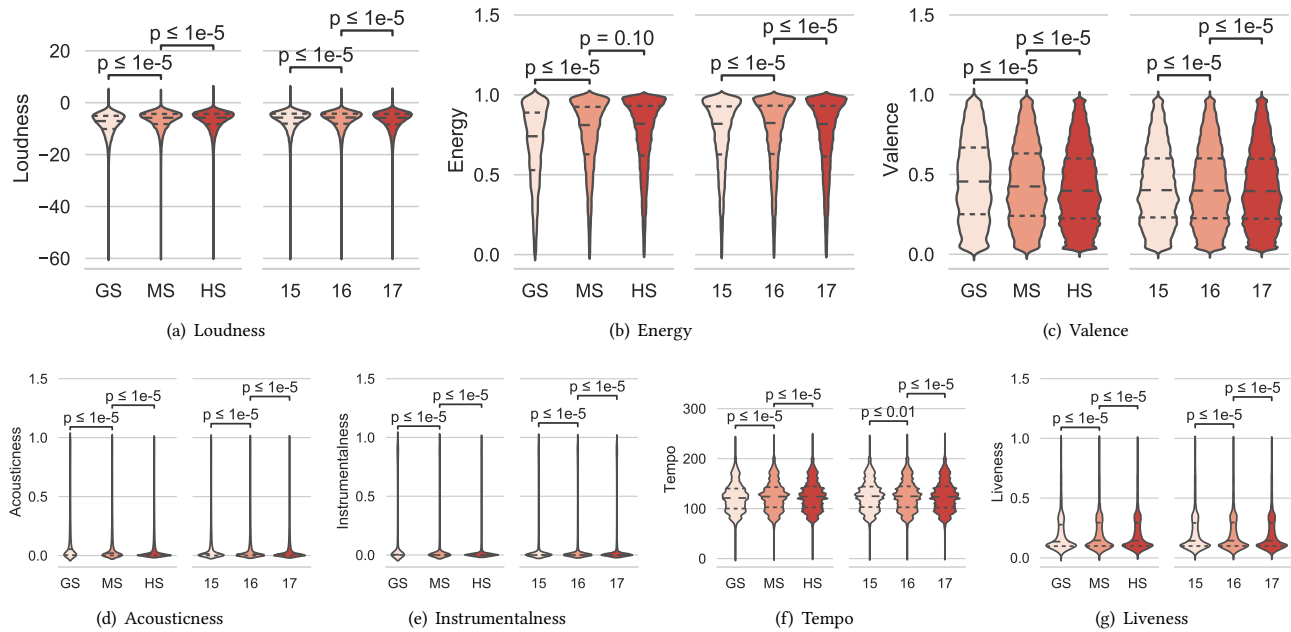 1.5
1.5
p ≤ 1e-5
p ≤ 1e-5
p ≤ 1e-5
p = 0.10
p ≤ 1e-5
p ≤ 1e-5
20
p ≤ 1e-5
p ≤ 1e-5
p ≤ 1e-5
p ≤ 1e-5
p ≤ 1e-5
p ≤ 1e-5
0
1.0
1.0
Loudness
Energy
Valence
−20
0.5
0.5
−40
−60
0.0
0.0
GS MS HS 15 16 17
GS MS HS 15 16 17
GS MS HS 15 16 17
(a) Loudness
(b) Energy
(c) Valence
1.5
p ≤ 1e-5
p ≤ 1e-5
p ≤ 1e-5
p ≤ 1e-5
1.0
Acousticness
0.5
0.0
GS MS HS 15 16 17
(d) Acousticness
1.5
p ≤ 1e-5
p ≤ 1e-5
p ≤ 1e-5
p ≤ 1e-5
1.0
Instrumentalness
0.5
0.0
GS MS HS 15 16 17
(e) Instrumentalness
p ≤ 1e-5
p ≤ 1e-5
300
p ≤ 1e-5
p ≤ 0.01
200
Tempo
100
0
GS MS HS 15 16 17
(f) Tempo
1.5
p ≤ 1e-5
p ≤ 1e-5
p ≤ 1e-5
p ≤ 1e-5
1.0
Liveness
0.5
0.0
GS MS HS 15 16 17
(g) Liveness